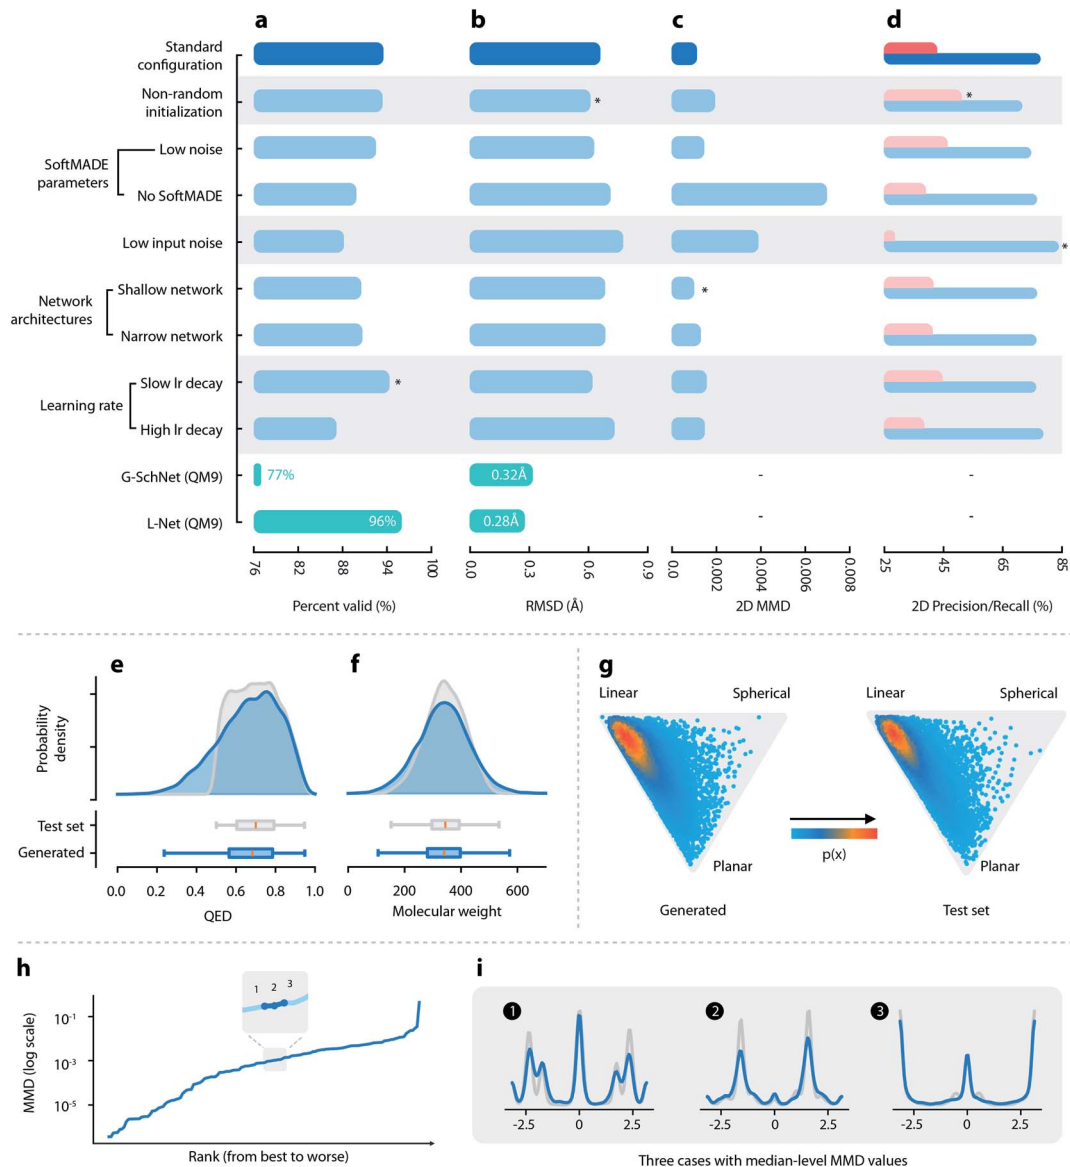 a
b
c
d
Standard
configuration
Non-random
initialization
*
*
SoftMADE
parameters
Low noise
No SoftMADE
Low input noise
*
Network
architectures
Shallow network
*
Narrow network
Learning rate
Slow lr decay
*
High lr decay
G-SchNet (QM9)
77%
0.32Å
-
-
L-Net (QM9)
96%
0.28Å
-
-
76
82
88
94
100
0.0
0.3
0.6
0.9
0.0
0.002
0.004
0.006
0.008
25
45
65
85
Percent valid (%)
RMSD (Å)
2D MMD
2D Precision/Recall (%)
e
f
g
Probability
density
Test set
Generated
0.0 0.2 0.4 0.6 0.8 1.0
QED
0 200 400 600
Molecular weight
Linear
Spherical
Planar
Generated
p(x)
Linear
Spherical
Planar
Test set
h
i
MMD (log scale)
10-1
10-3
10-5
1 2 3
Rank (from best to worse)
1
2
3
-2.5 0 2.5
-2.5 0 2.5
-2.5 0 2.5
Three cases with median-level MMD values